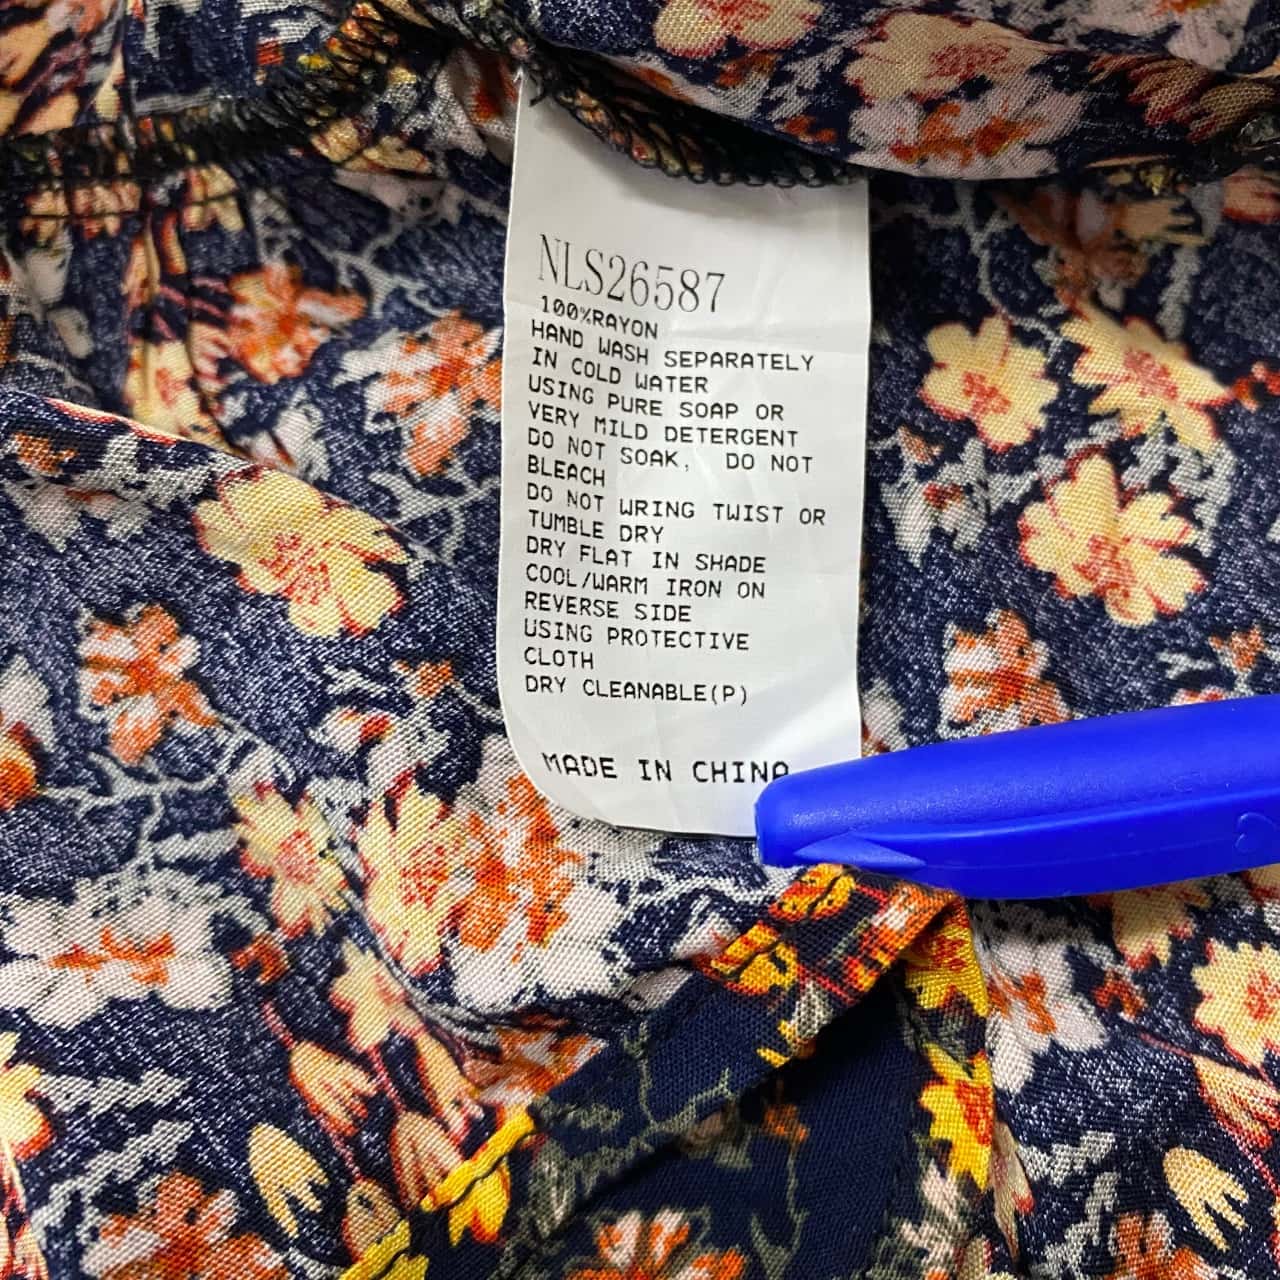 NLS26587
100%RAYON
HAND WASH SEPARATELY
IN COLD WATER
USING PURE SOAP OR
VERY MILD DETERGENT
DO NOT SOAK, DO NOT
BLEACH
DO NOT WRING TWIST OR
TUMBLE DRY
DRY FLAT IN SHADE
COOL/WARM IRON ON
REVERSE SIDE
USING PROTECTIVE
CLOTH
DRY CLEANABLE(P)
MADE IN CHINA